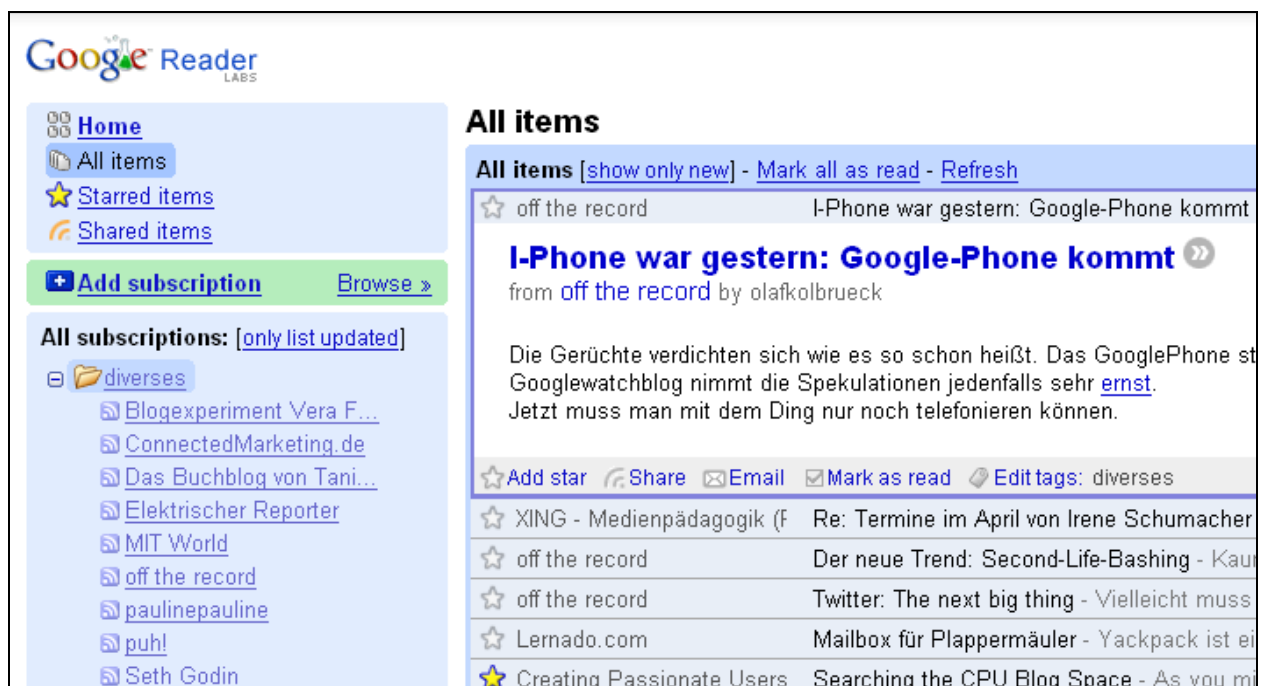 Google Reader
LABS
Home
All items
Starred items
Shared items
Add subscription Browse »
All subscriptions: [only list updated]
diverses
Blogexperiment Vera F...
ConnectedMarketing.de
Das Buchblog von Tani...
Elektrischer Reporter
MIT World
off the record
paulinepauline
puh!
Seth Godin
All items
All items [show only new] - Mark all as read - Refresh
off the record I-Phone war gestern: Google-Phone kommt
I-Phone war gestern: Google-Phone kommt »
from off the record by olafkolbrueck
Die Gerüchte verdichten sich wie es so schon heißt. Das GooglePhone st
Googlewatchblog nimmt die Spekulationen jedenfalls sehr ernst.
Jetzt muss man mit dem Ding nur noch telefonieren können.
Add star Share Email Mark as read Edit tags: diverses
XING - Medienpädagogik (F Re: Termine im April von Irene Schumacher
off the record Der neue Trend: Second-Life-Bashing - Kaur
off the record Twitter: The next big thing - Vielleicht muss
Lernado.com Mailbox für Plappermäuler - Yackpack ist ei
Creating Passionate Users Searching the CPU Blog Space - As you mi